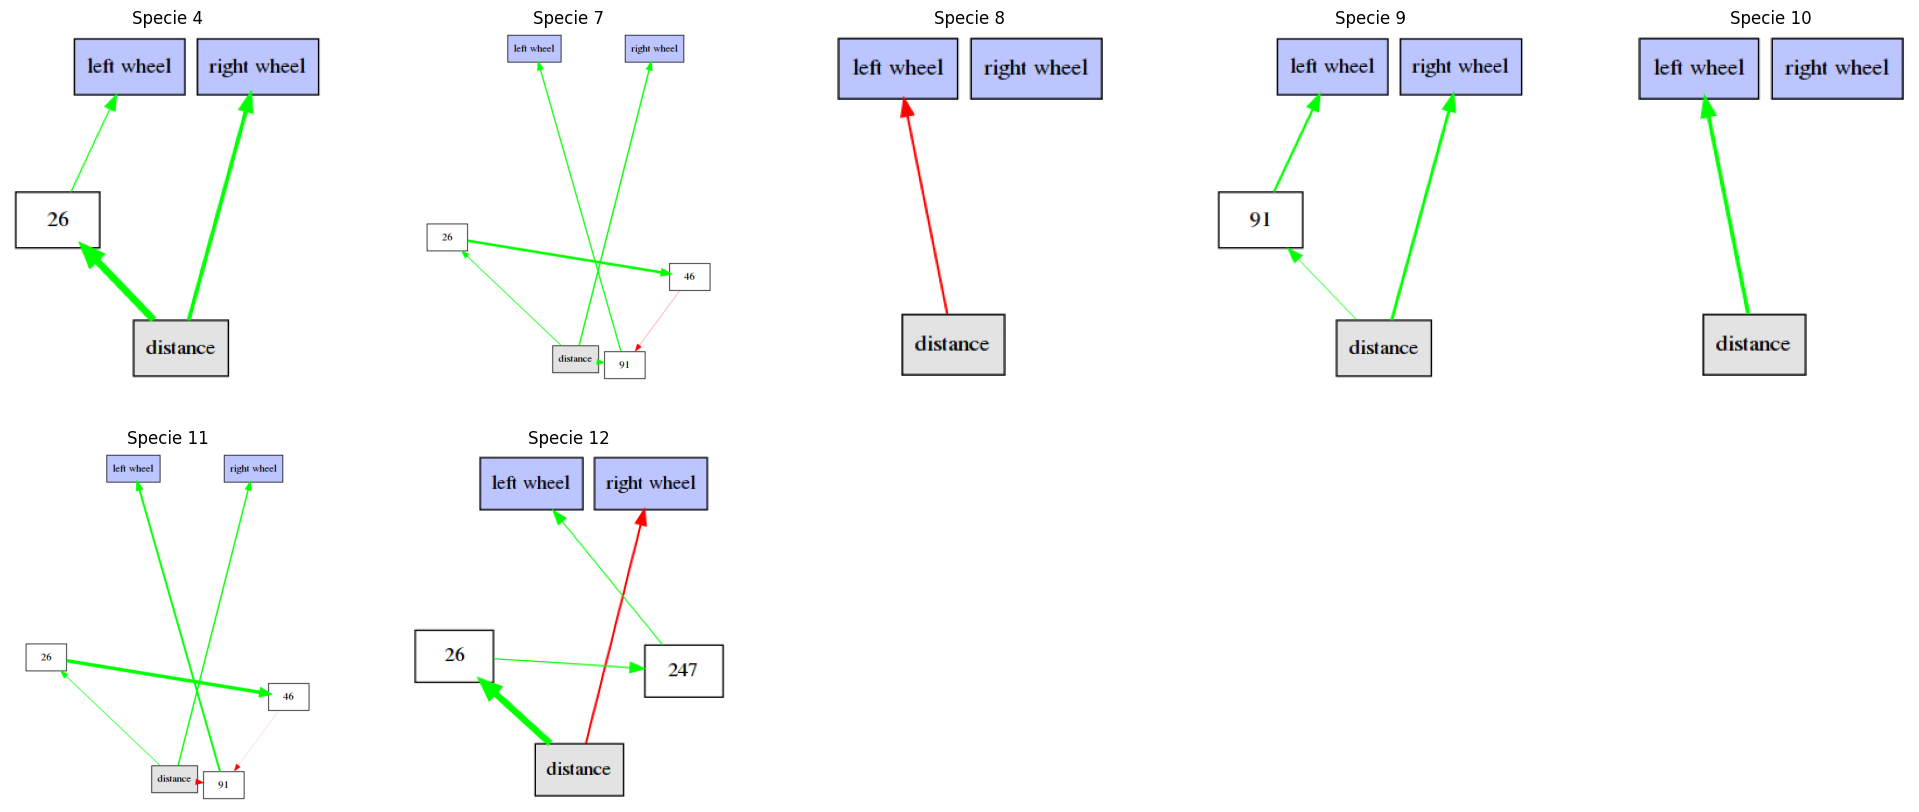 Specie 4
left wheel right wheel
26
distance
Specie 7
left wheel right wheel
26
46
distance
91
Specie 8
left wheel right wheel
distance
Specie 9
left wheel right wheel
91
distance
Specie 10
left wheel right wheel
distance
Specie 11
left wheel right wheel
26
46
distance
91
Specie 12
left wheel right wheel
26
247
distance